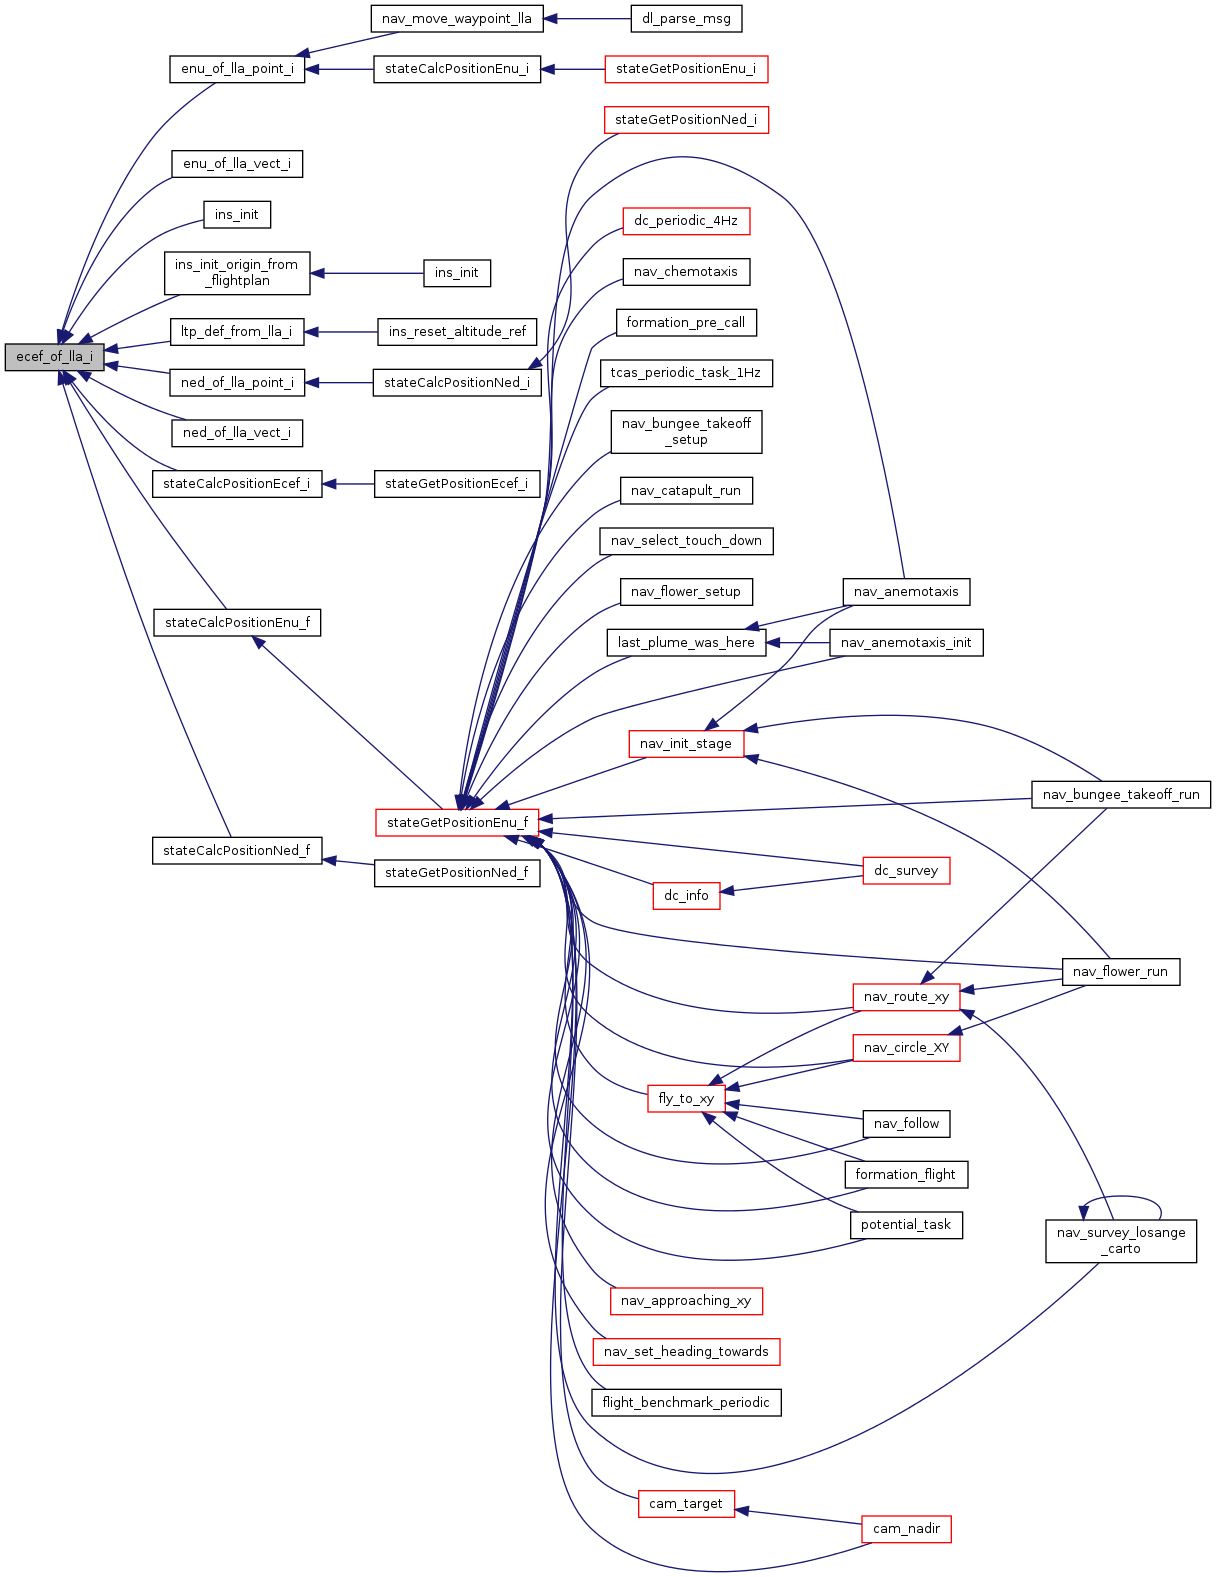 nav_move_waypoint_lla
dl_parse_msg
enu_of_lla_point_i
stateCalcPositionEnu_i
stateGetPositionEnu_i
stateGetPositionNed_i
enu_of_lla_vect_i
ins_init
dc_periodic_4Hz
ins_init_origin_from
_flightplan
ins_init
nav_chemotaxis
ltp_def_from_lla_i
ins_reset_altitude_ref
formation_pre_call
ecef_of_lla_i
ned_of_lla_point_i
stateCalcPositionNed_i
tcas_periodic_task_1Hz
ned_of_lla_vect_i
nav_bungee_takeoff
_setup
stateCalcPositionEcef_i
stateGetPositionEcef_i
nav_catapult_run
nav_select_touch_down
nav_flower_setup
nav_anemotaxis
stateCalcPositionEnu_f
last_plume_was_here
nav_anemotaxis_init
nav_init_stage
nav_bungee_takeoff_run
stateGetPositionEnu_f
stateCalcPositionNed_f
stateGetPositionNed_f
dc_survey
dc_info
nav_flower_run
nav_route_xy
nav_circle_XY
fly_to_xy
nav_follow
formation_flight
potential_task
nav_survey_losange
_carto
nav_approaching_xy
nav_set_heading_towards
flight_benchmark_periodic
cam_target
cam_nadir